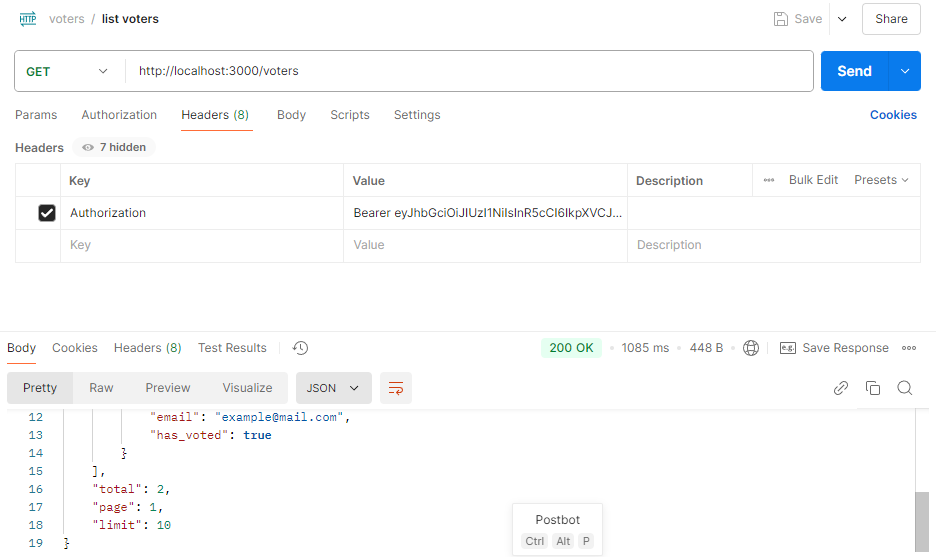 HTTP voters / list voters Save Share
GET http://localhost:3000/voters Send
Params Authorization Headers (8) Body Scripts Settings Cookies
Headers 7 hidden
Key Value Description ••• Bulk Edit Presets
Authorization Bearer eyJhbGciOiJIUzI1NiIsInR5cCI6IkpXVCJ...
Key Value Description
Body Cookies Headers (8) Test Results 200 OK • 1085 ms • 448 B • e.g. Save Response •••
Pretty Raw Preview Visualize JSON
12 "email": "example@mail.com",
13 "has_voted": true
14 }
15 ],
16 "total": 2,
17 "page": 1,
18 "limit": 10
19 }
Postbot
Ctrl Alt P